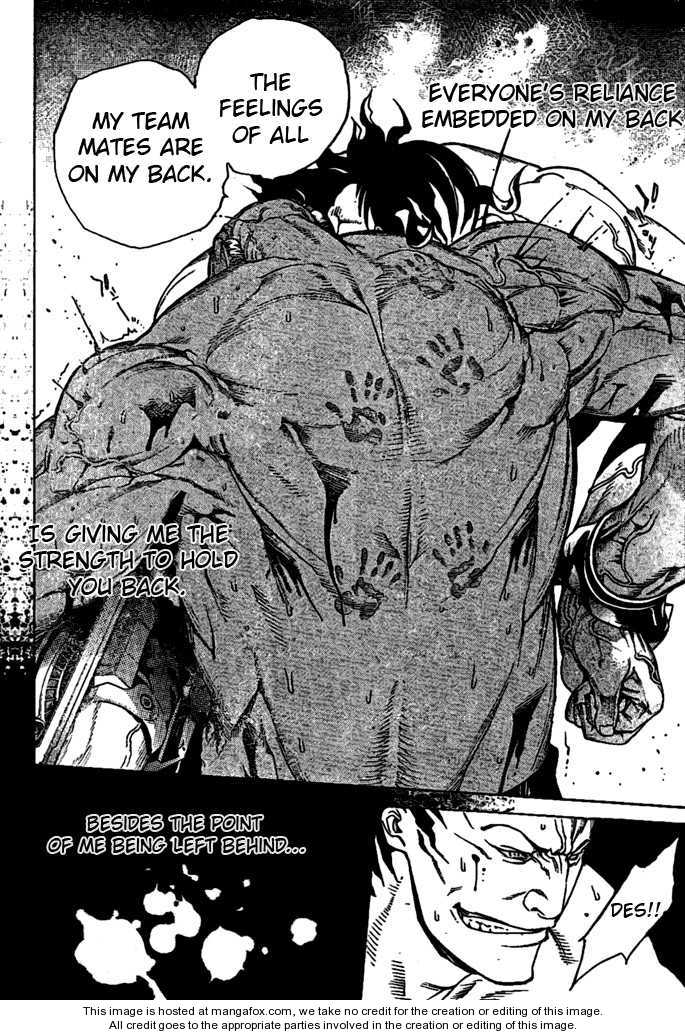 THE
FEELINGS
OF ALL
MY TEAM
MATES ARE
ON MY BACK.
EVERYONE'S RELIANCE
EMBEDDED ON MY BACK
IS GIVING ME THE
STRENGTH TO HOLD
YOU BACK.
BESIDES THE POINT
OF ME BEING LEFT BEHIND...
DES!!
This image is hosted at mangafox.com, we take no credit for the creation or editing of this image.
All credit goes to the appropriate parties involved in the creation or editing of this image.